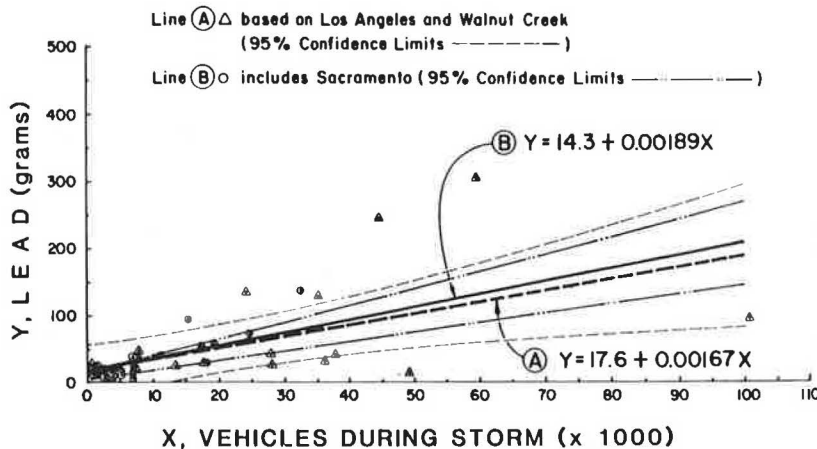 Line Ⓐ△ based on Los Angeles and Walnut Creek
(95% Confidence Limits ------)
Line Ⓑ○ includes Sacramento (95% Confidence Limits —--—--—)
500
400
300
200
100
0
Y, LEAD (grams)
Ⓑ Y=14.3+0.00189X
Ⓐ
Y=17.6+0.00167X
0 10 20 30 40 50 60 70 80 90 100 110
X, VEHICLES DURING STORM (x 1000)